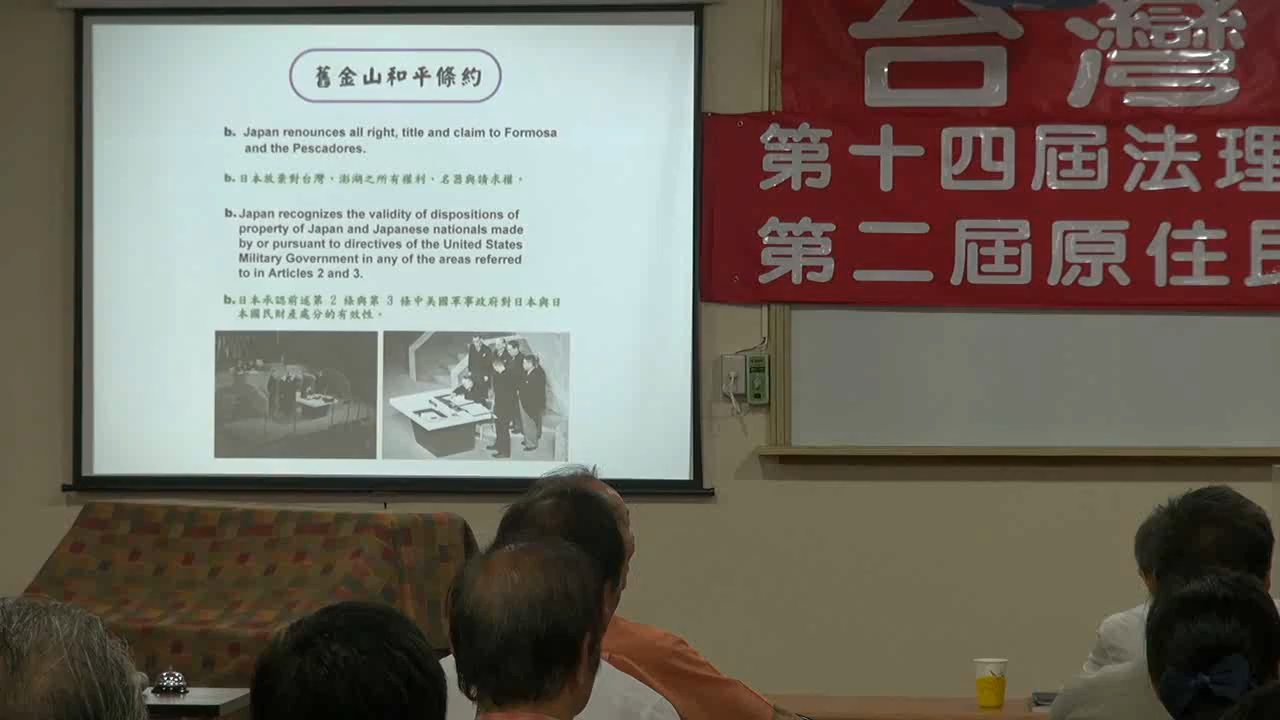 舊金山和平條約
b. Japan renounces all right, title and claim to Formosa
and the Pescadores.
b.日本放棄對台灣、澎湖之所有權利、名器與請求權。
b. Japan recognizes the validity of dispositions of
property of Japan and Japanese nationals made
by or pursuant to directives of the United States
Military Government in any of the areas referred
to in Articles 2 and 3.
b.日本承認前述第 2 條與第 3 條中美國軍事政府對日本與日
本國民財產處分的有效性。
台灣
第十四屆法理
第二屆原住民